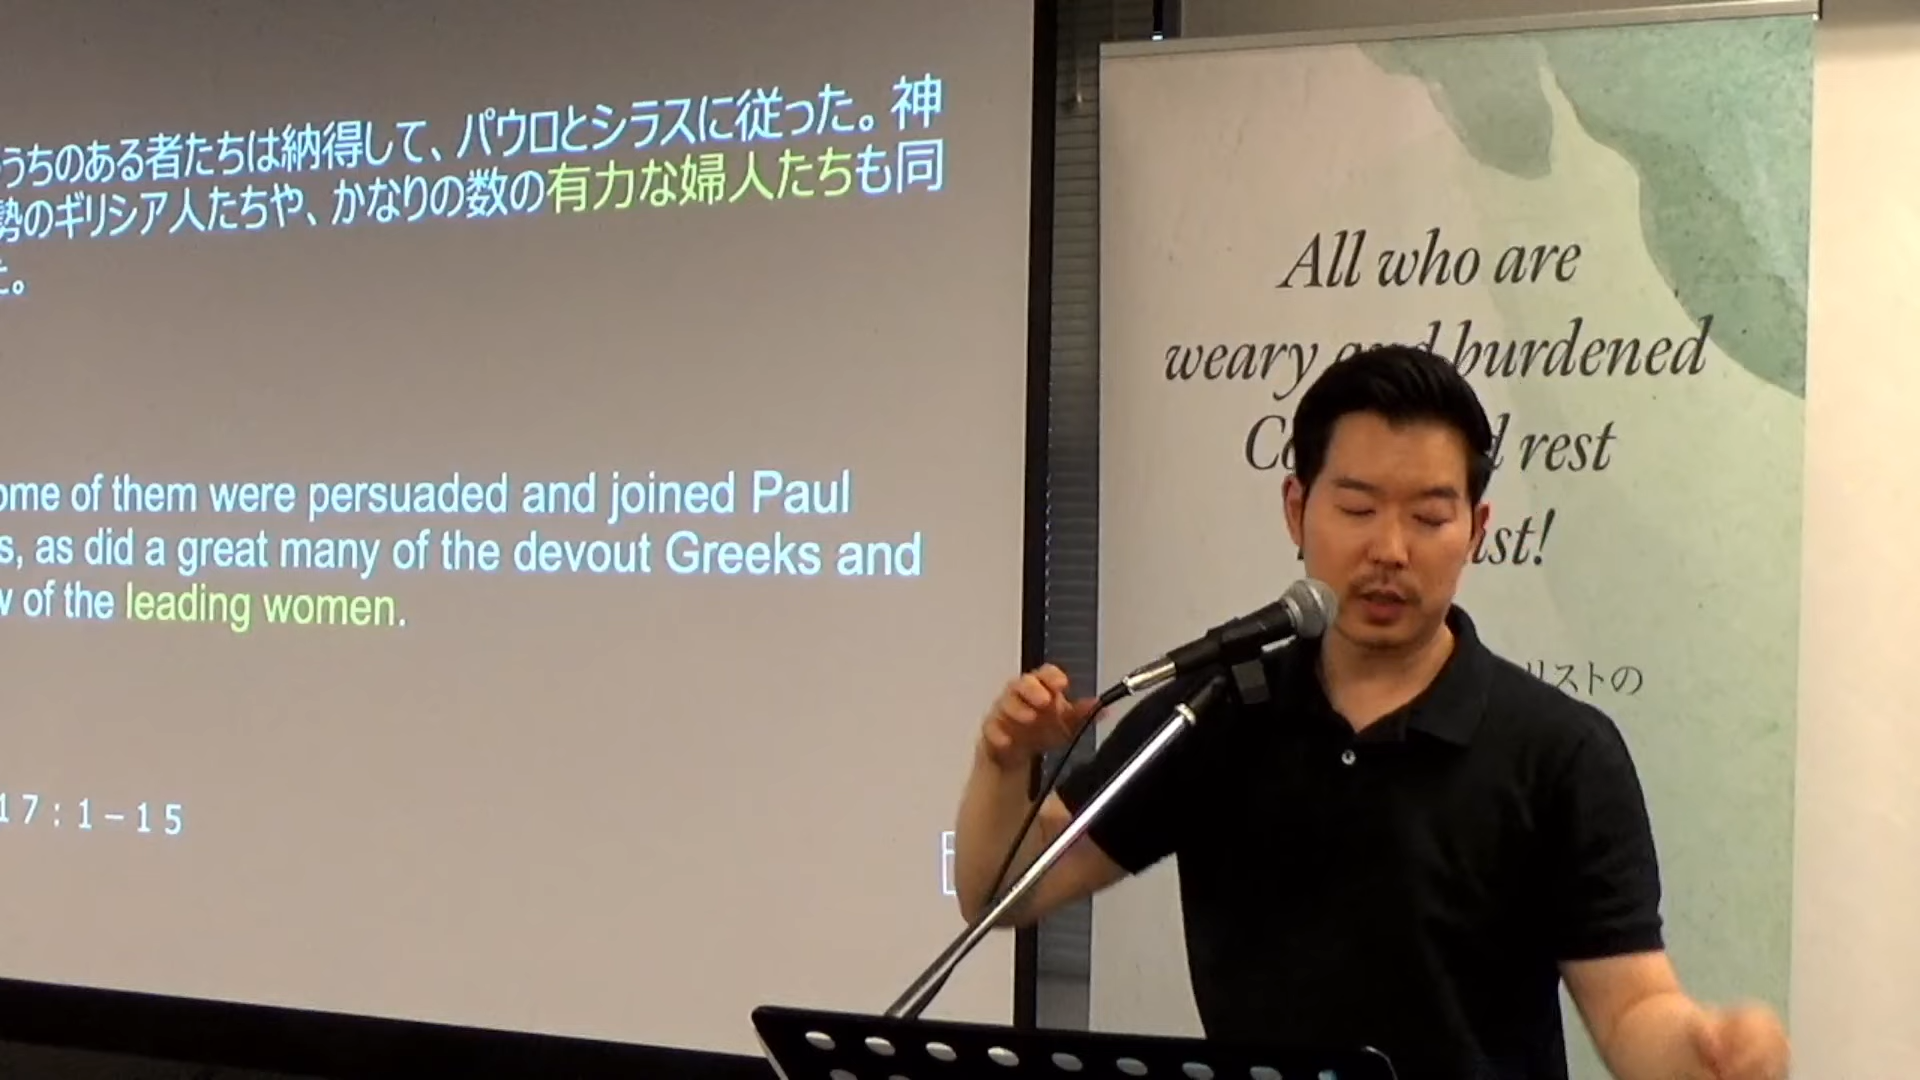 うちのある者たちは納得して、パウロとシラスに従った。神
勢のギリシア人たちや、かなりの数の有力な婦人たちも同
た。
ome of them were persuaded and joined Paul
s, as did a great many of the devout Greeks and
w of the leading women.
17：1－15
All who are
weary and burdened
rest
ist!
リストの